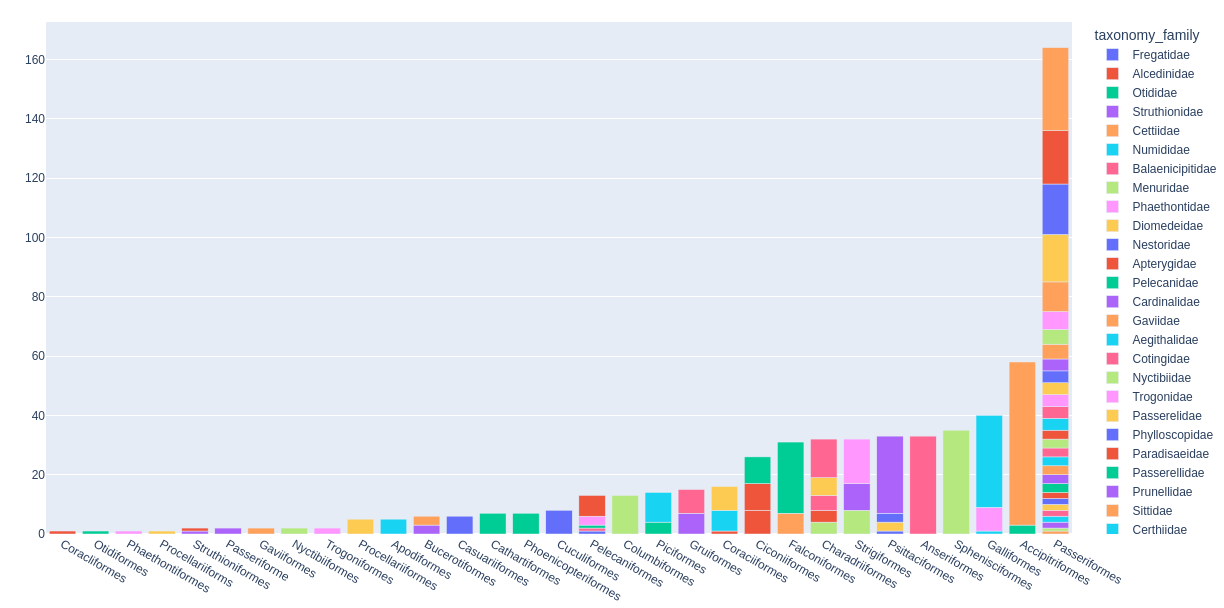 taxonomy_family
Fregatidae
Alcedinidae
Otididae
Struthionidae
Cettiidae
Numididae
Balaenicipitidae
Menuridae
Phaethontidae
Diomedeidae
Nestoridae
Apterygidae
Pelecanidae
Cardinalidae
Gaviidae
Aegithalidae
Cotingidae
Nyctibiidae
Trogonidae
Passerelidae
Phylloscopidae
Paradisaeidae
Passerellidae
Prunellidae
Sittidae
Certhiidae
160
140
120
100
80
60
40
20
0
Coracliformes
Otidiformes
Phaethontiformes
Procellariiforms
Struthioniformes
Passeriforme
Gaviiformes
Nyctibiiformes
Trogoniformes
Procellariiformes
Apodiformes
Bucerotiformes
Casuariiformes
Cathartiformes
Phoenicopteriformes
Cuculiformes
Pelecaniformes
Columbiformes
Piciformes
Gruiformes
Coraciiformes
Ciconiiformes
Falconiformes
Charadriiformes
Strigiformes
Psittaciformes
Anseriformes
Sphenisciformes
Galliformes
Accipitriformes
Passeriformes